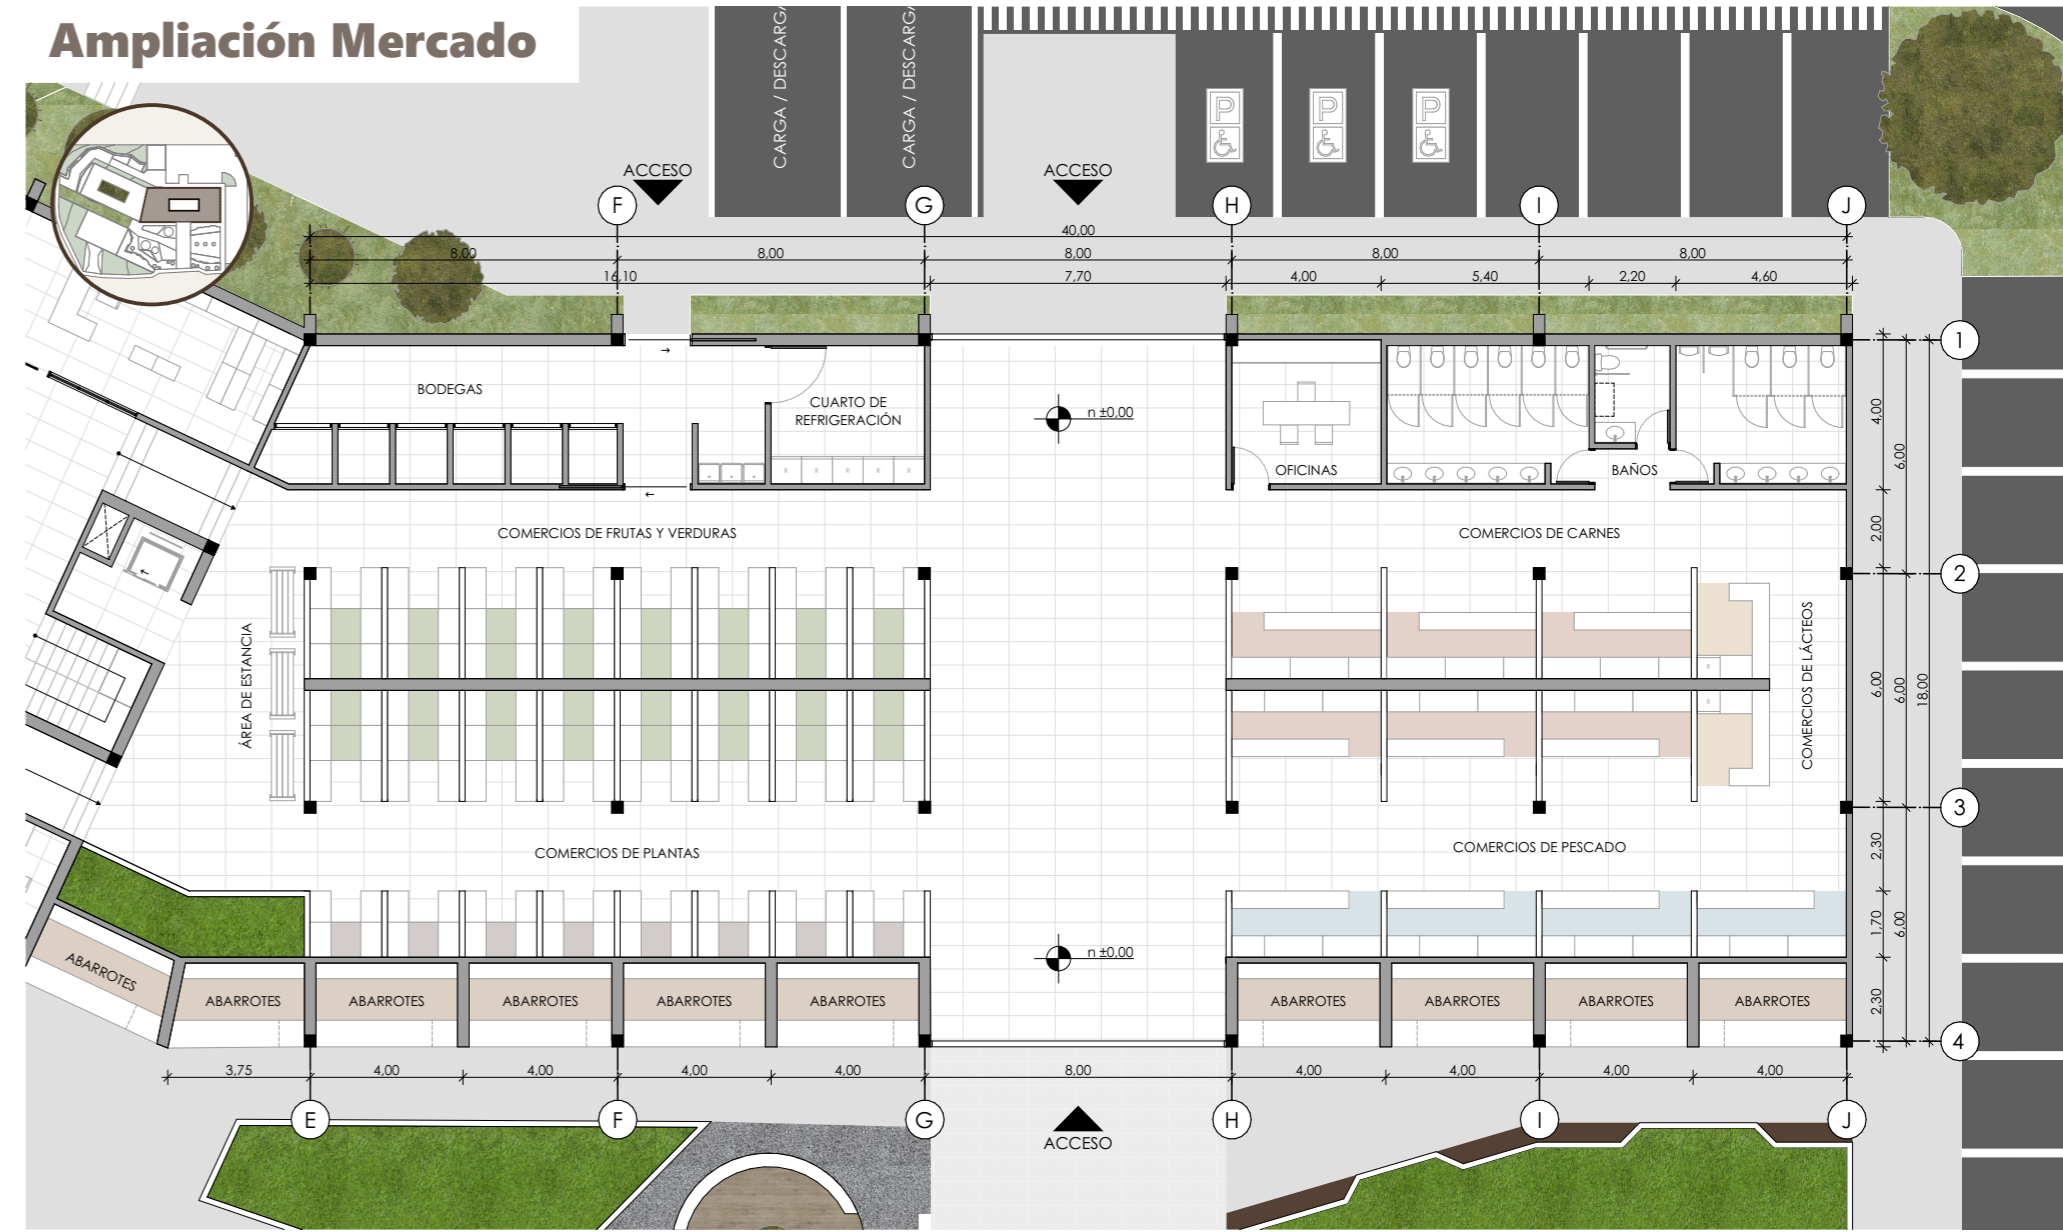 Ampliación Mercado
CARGA / DESCARGA
CARGA / DESCARGA
P
P
P
ACCESO
ACCESO
F
G
H
I
J
40,00
8,00
8,00
8,00
8,00
8,00
16,10
7,70
4,00
5,40
2,20
4,60
1
BODEGAS
CUARTO DE
REFRIGERACIÓN
n ±0,00
4,00
6,00
OFICINAS
BAÑOS
COMERCIOS DE FRUTAS Y VERDURAS
COMERCIOS DE CARNES
2,00
2
ÁREA DE ESTANCIA
COMERCIOS DE LÁCTEOS
6,00
6,00
18,00
3
COMERCIOS DE PLANTAS
COMERCIOS DE PESCADO
2,30
1,70
6,00
n ±0,00
ABARROTES
ABARROTES
ABARROTES
ABARROTES
ABARROTES
ABARROTES
ABARROTES
ABARROTES
ABARROTES
ABARROTES
2,30
4
3,75
4,00
4,00
4,00
4,00
8,00
4,00
4,00
4,00
4,00
E
F
G
H
I
J
ACCESO